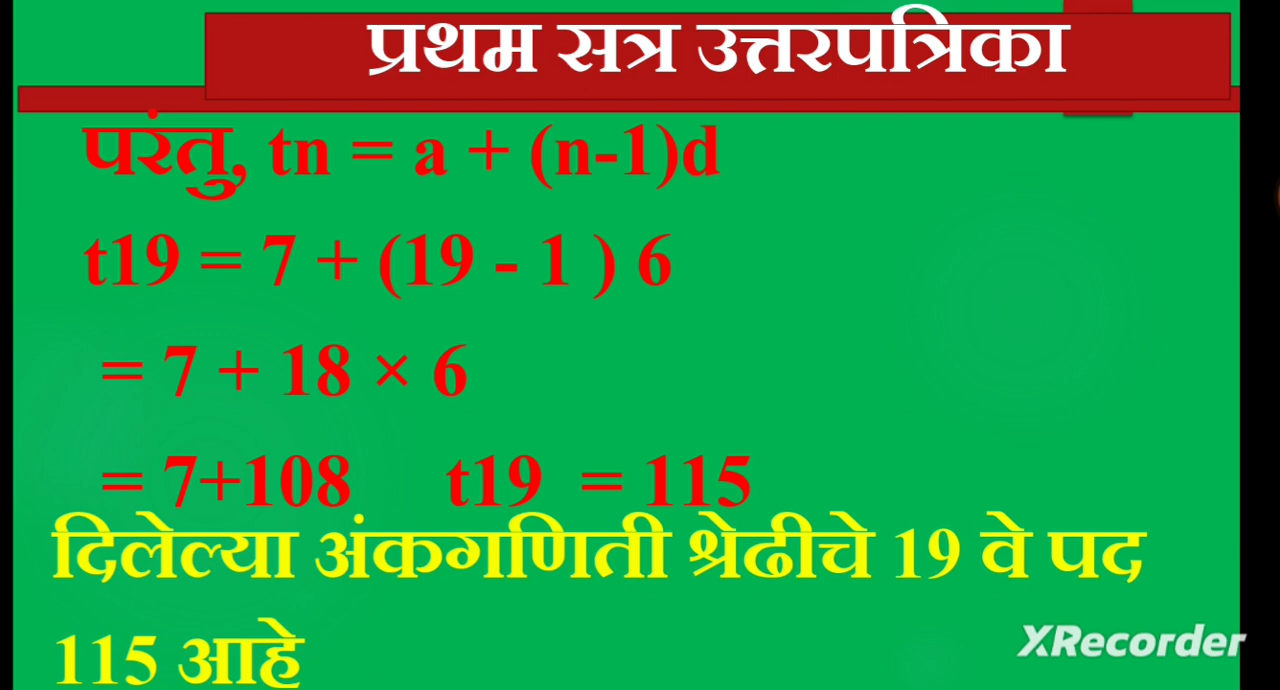 प्रथम सत्र उत्तरपत्रिका
परंतु, tn = a + (n-1)d
t19 = 7 + (19 - 1 ) 6
= 7 + 18 × 6
= 7+108 t19 = 115
दिलेल्या अंकगणिती श्रेढीचे 19 वे पद
115 आहे
XRecorder